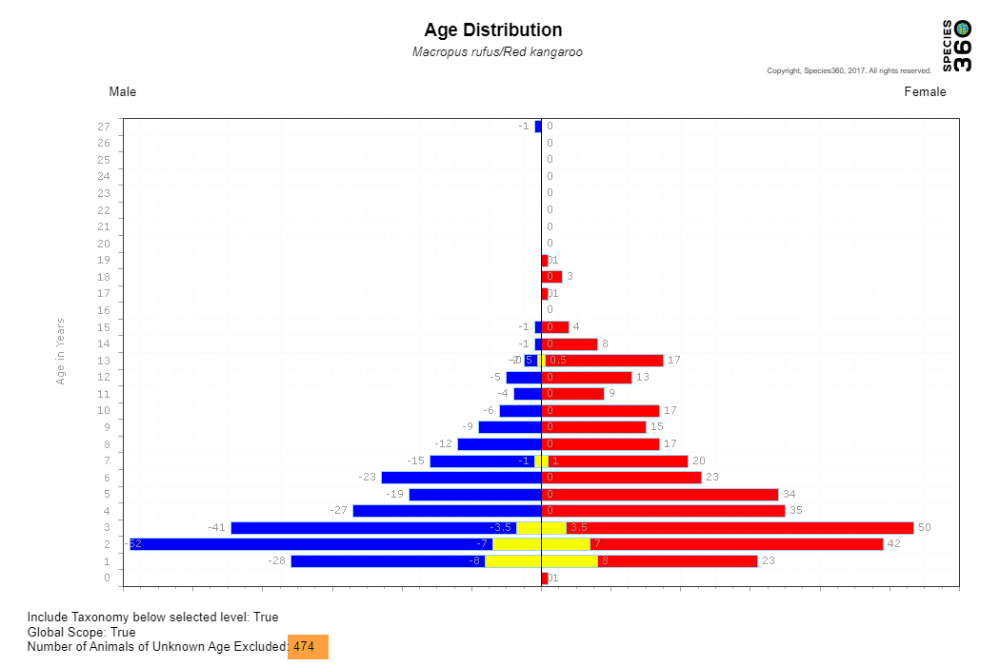 Age Distribution
Macropus rufus/Red kangaroo
SPECIES
360
Copyright, Species360, 2017. All rights reserved.
Male
Female
Age in Years
27 -1 0
26 0
25 0
24 0
23 0
22 0
21 0
20 0
19 0 1
18 0 3
17 0 1
16 0
15 -1 0 4
14 -1 0 8
13 0.5 17
12 -5 0 13
11 -4 0 9
10 -6 0 17
9 -9 0 15
8 -12 0 17
7 -15 -1 1 20
6 -23 0 23
5 -19 0 34
4 -27 0 35
3 -41 -3.5 3.5 50
2 -52 -7 7 42
1 -28 -8 8 23
0 0 1
Include Taxonomy below selected level: True
Global Scope: True
Number of Animals of Unknown Age Excluded: 474